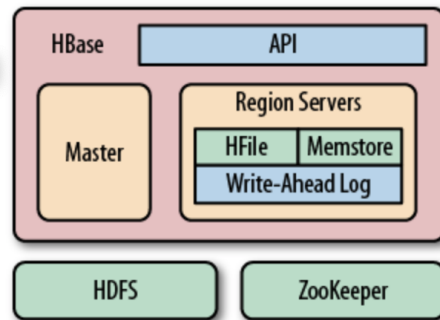 HBase
API
Master
Region Servers
HFile
Memstore
Write-Ahead Log
HDFS
ZooKeeper